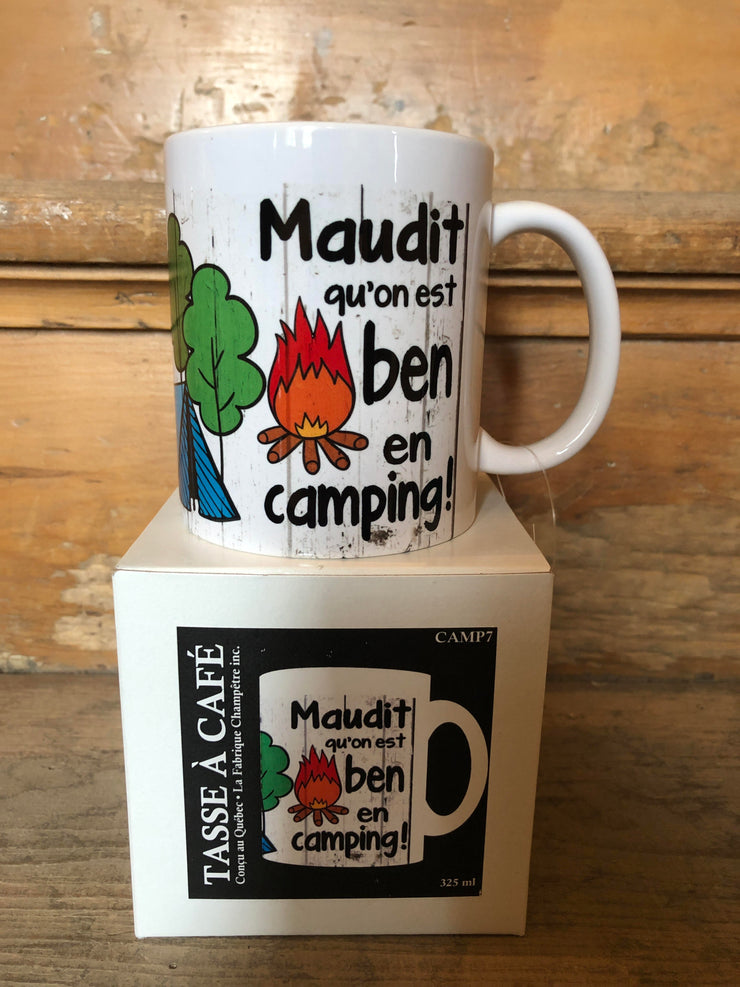 Maudit
qu'on est
ben
en
camping!
CAMP7
TASSE À CAFÉ
Conçu au Québec • La Fabrique Champêtre inc.
Maudit
qu'on est
ben
en
camping!
325 ml